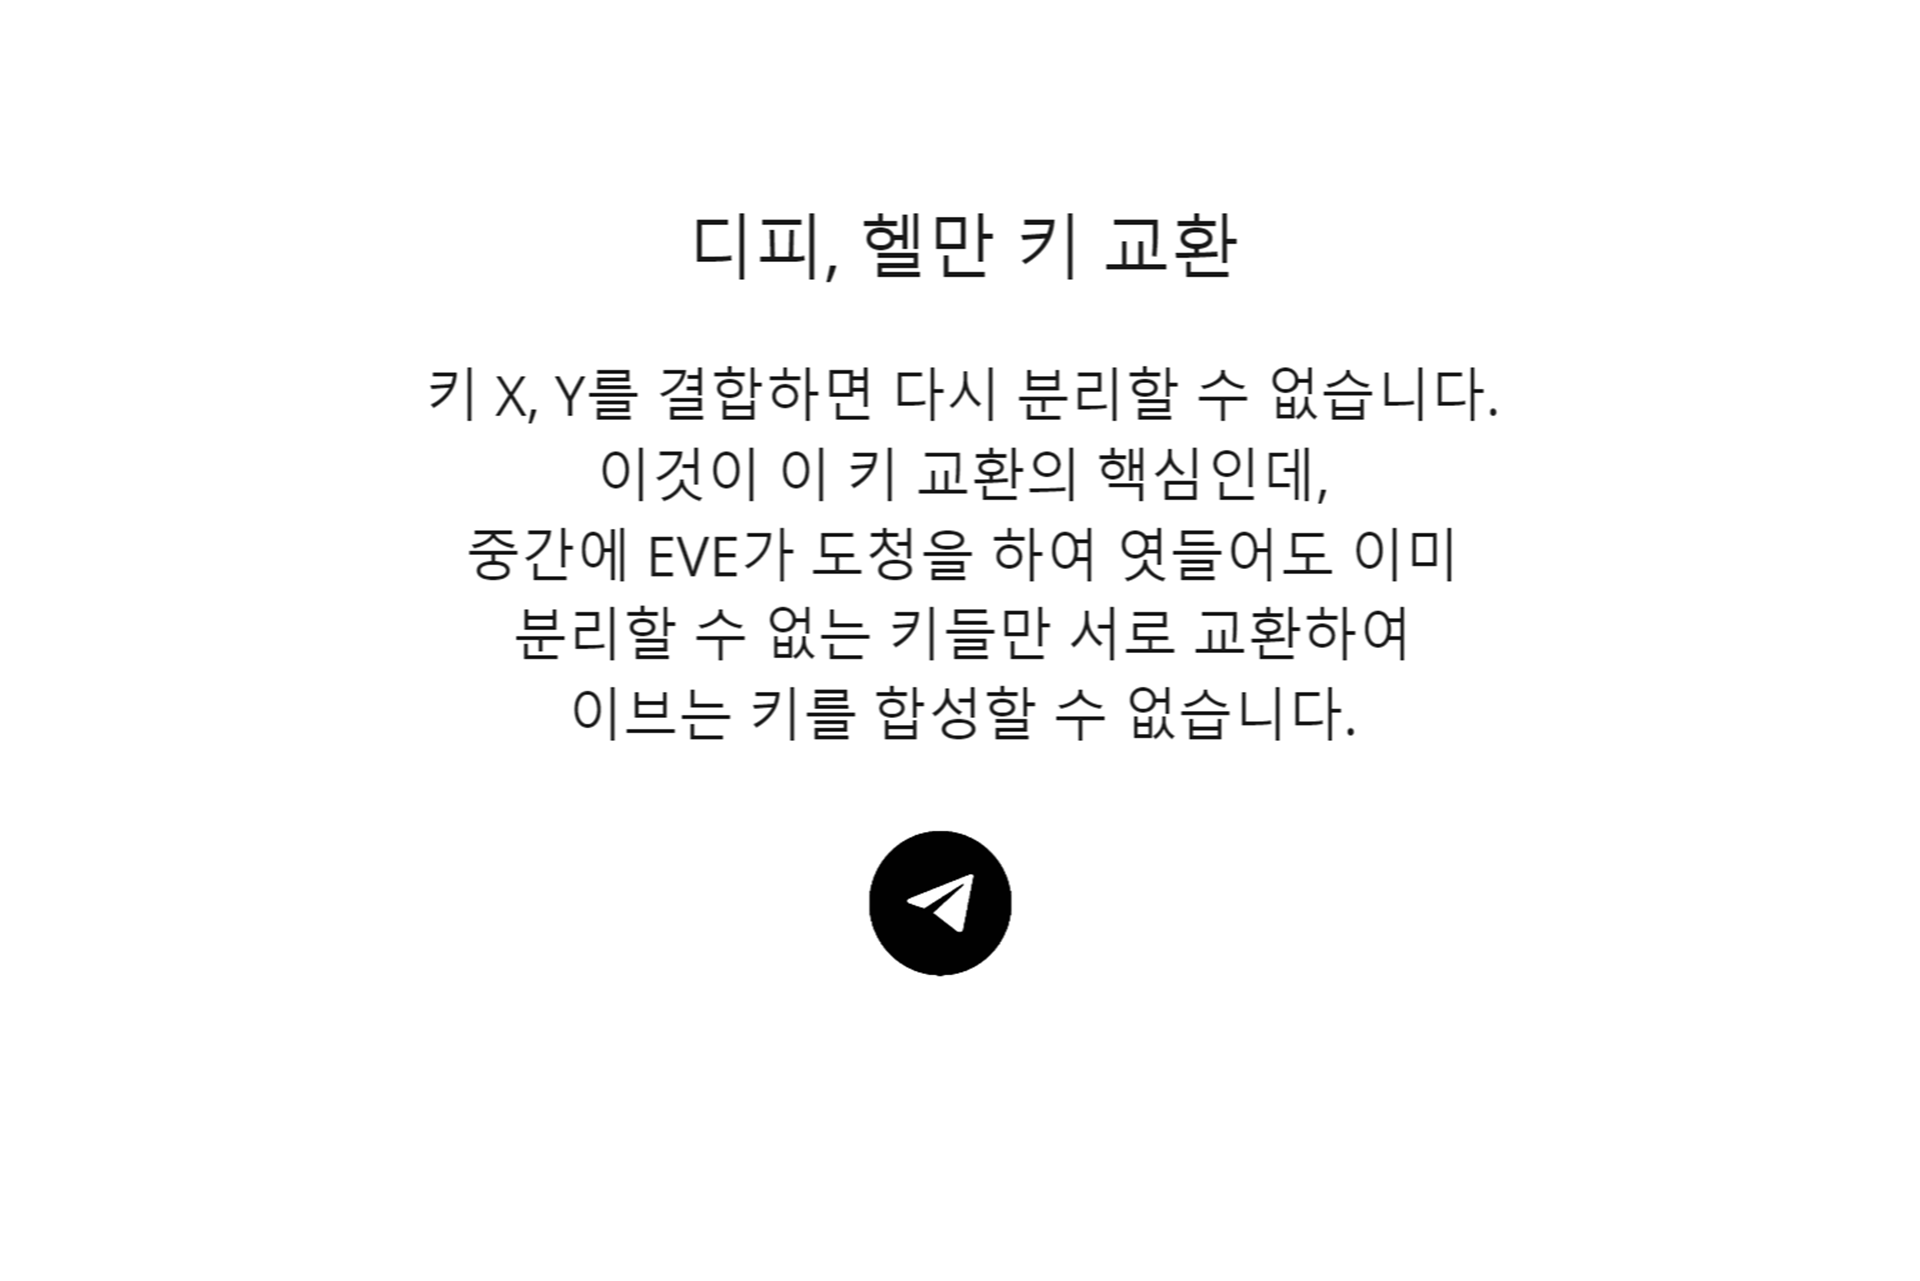 디피, 헬만 키 교환
키 X, Y를 결합하면 다시 분리할 수 없습니다.
이것이 이 키 교환의 핵심인데,
중간에 EVE가 도청을 하여 엿들어도 이미
분리할 수 없는 키들만 서로 교환하여
이브는 키를 합성할 수 없습니다.